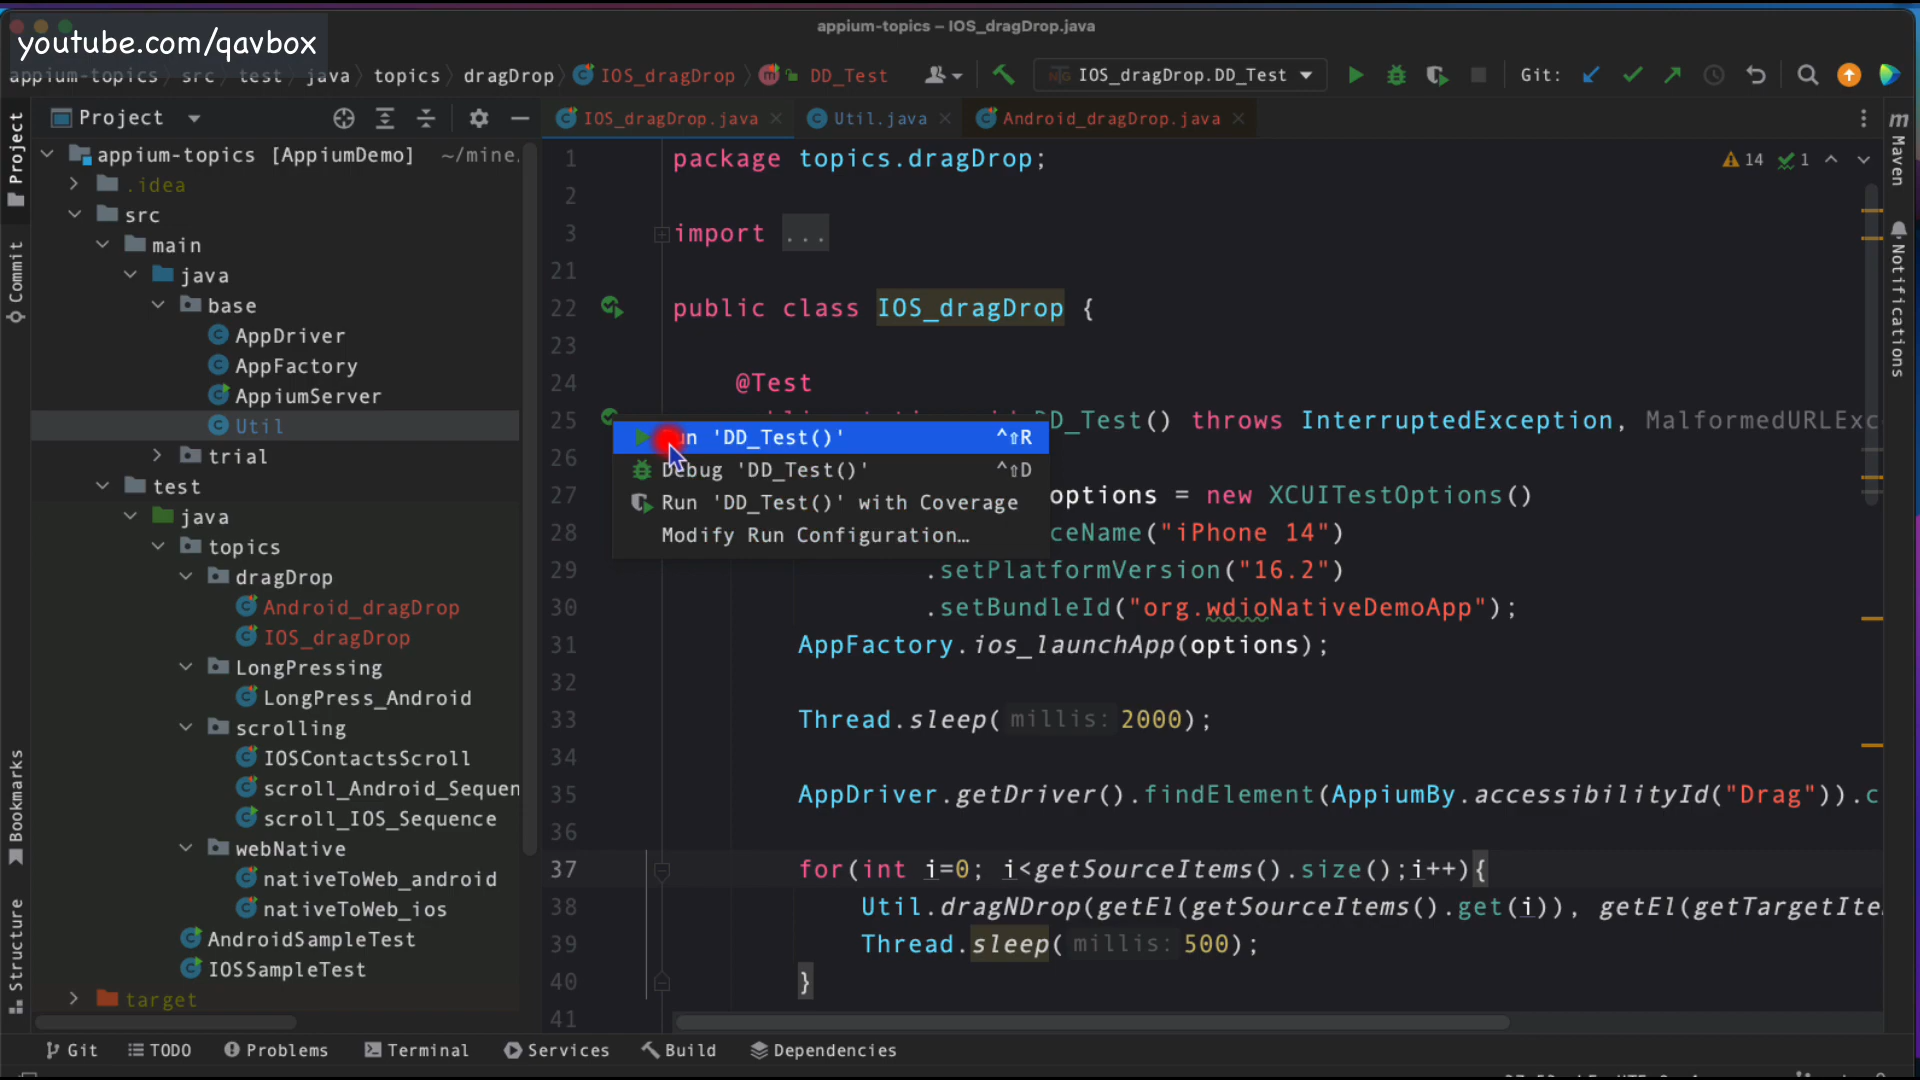 appium-topics – IOS_dragDrop.java
youtube.com/qavbox
appium-topics src test java topics dragDrop IOS_dragDrop DD_Test
IOS_dragDrop.DD_Test
Git:
Project
appium-topics [AppiumDemo] ~/mine.
.idea
src
main
java
base
AppDriver
AppFactory
AppiumServer
Util
trial
test
java
topics
dragDrop
Android_dragDrop
IOS_dragDrop
LongPressing
LongPress_Android
scrolling
IOSContactsScroll
scroll_Android_Sequen
scroll_IOS_Sequence
webNative
nativeToWeb_android
nativeToWeb_ios
AndroidSampleTest
IOSSampleTest
target
Project
Commit
Bookmarks
Structure
IOS_dragDrop.java Util.java Android_dragDrop.java
14 1
1 package topics.dragDrop;
2
3 import ...
21
22 public class IOS_dragDrop {
23
24 @Test
25 DD_Test() throws InterruptedException, MalformedURLExc
26
27 options = new XCUITestOptions()
28 ceName("iPhone 14")
29 .setPlatformVersion("16.2")
30 .setBundleId("org.wdioNativeDemoApp");
31 AppFactory.ios_launchApp(options);
32
33 Thread.sleep( millis: 2000);
34
35 AppDriver.getDriver().findElement(AppiumBy.accessibilityId("Drag")).c
36
37 for(int i=0; i<getSourceItems().size();i++){
38 Util.dragNDrop(getEl(getSourceItems().get(i)), getEl(getTargetIte
39 Thread.sleep( millis: 500);
40 }
41
Run 'DD_Test()' ^⇧R
Debug 'DD_Test()' ^⇧D
Run 'DD_Test()' with Coverage
Modify Run Configuration…
m
Maven
Notifications
Git TODO Problems Terminal Services Build Dependencies